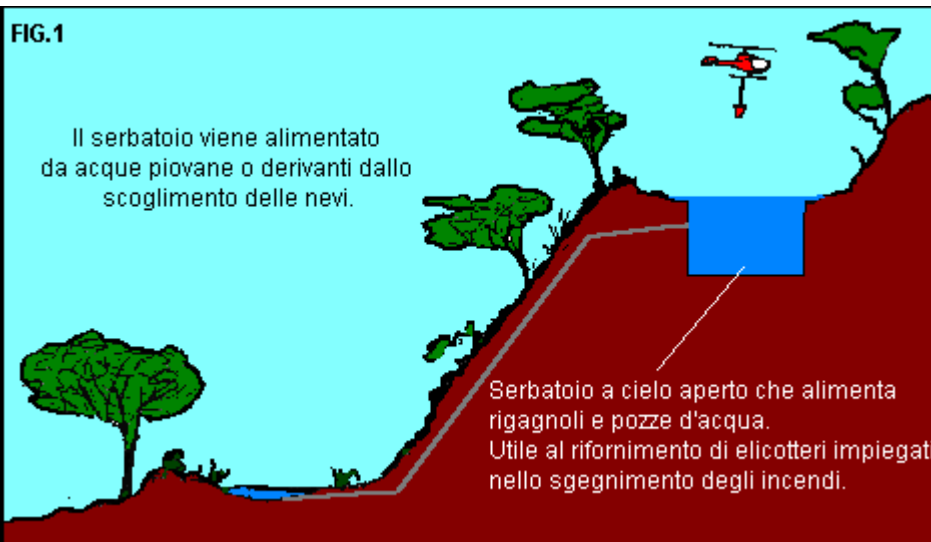 FIG.1
Il serbatoio viene alimentato
da acque piovane o derivanti dallo
scoglimento delle nevi.
Serbatoio a cielo aperto che alimenta
rigagnoli e pozze d'acqua.
Utile al rifornimento di elicotteri impiegati
nello sgegnimento degli incendi.